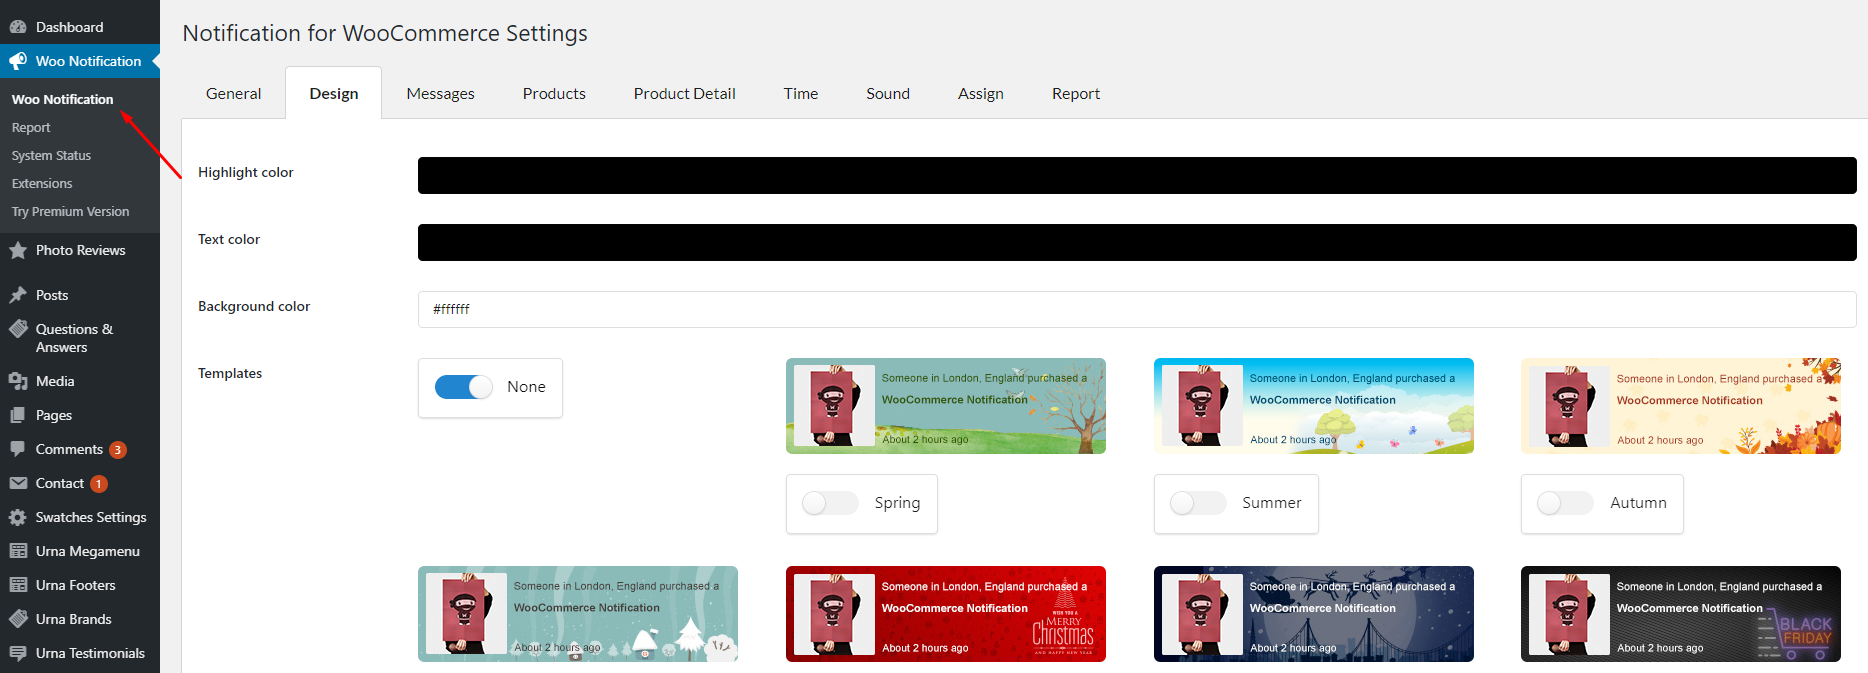 Dashboard
Woo Notification
Woo Notification
Report
System Status
Extensions
Try Premium Version
Photo Reviews
Posts
Questions &
Answers
Media
Pages
Comments 3
Contact 1
Swatches Settings
Urna Megamenu
Urna Footers
Urna Brands
Urna Testimonials
Notification for WooCommerce Settings
General Design Messages Products Product Detail Time Sound Assign Report
Highlight color
Text color
Background color
#ffffff
Templates
None
Someone in London, England purchased a
WooCommerce Notification
About 2 hours ago
Spring
Someone in London, England purchased a
WooCommerce Notification
About 2 hours ago
Summer
Someone in London, England purchased a
WooCommerce Notification
About 2 hours ago
Autumn
Someone in London, England purchased a
WooCommerce Notification
About 2 hours ago
Someone in London, England purchased a
WooCommerce Notification
About 2 hours ago
WISH YOU A
MERRY
Christmas
AND HAPPY NEW YEAR
Someone in London, England purchased a
WooCommerce Notification
About 2 hours ago
Someone in London, England purchased a
WooCommerce Notification
About 2 hours ago
BLACK
FRIDAY